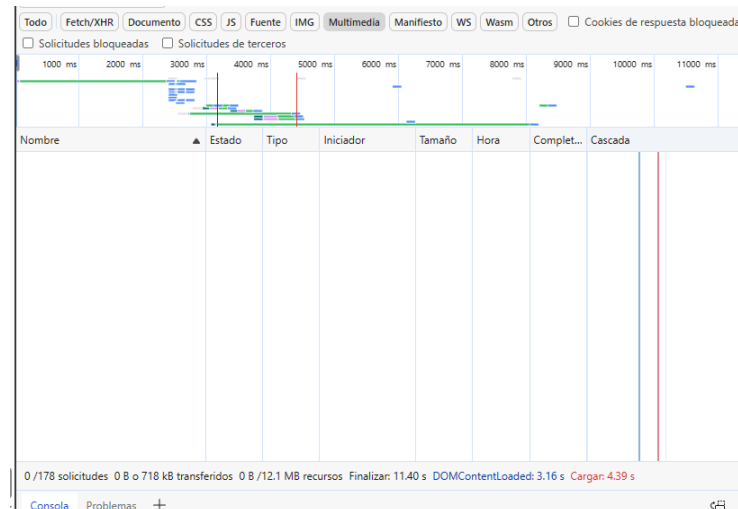 Todo Fetch/XHR Documento CSS JS Fuente IMG Multimedia Manifiesto WS Wasm Otros Cookies de respuesta bloqueada
Solicitudes bloqueadas Solicitudes de terceros
1000 ms 2000 ms 3000 ms 4000 ms 5000 ms 6000 ms 7000 ms 8000 ms 9000 ms 10000 ms 11000 ms
Nombre Estado Tipo Iniciador Tamaño Hora Complet... Cascada
0 /178 solicitudes 0 B o 718 kB transferidos 0 B /12.1 MB recursos Finalizar: 11.40 s DOMContentLoaded: 3.16 s Cargar: 4.39 s
Consola Problemas